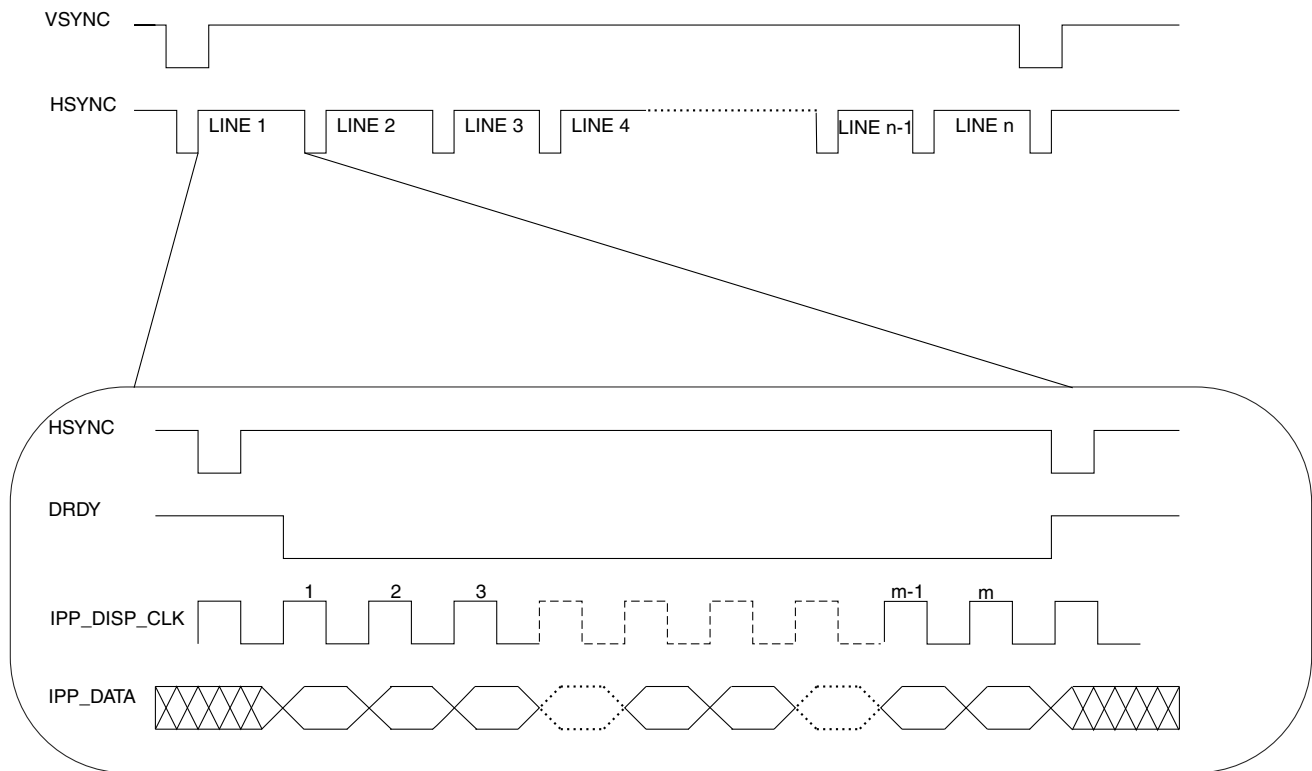 VSYNC
HSYNC
LINE 1 LINE 2 LINE 3 LINE 4 LINE n-1 LINE n
HSYNC
DRDY
1 2 3 m-1 m
IPP_DISP_CLK
IPP_DATA